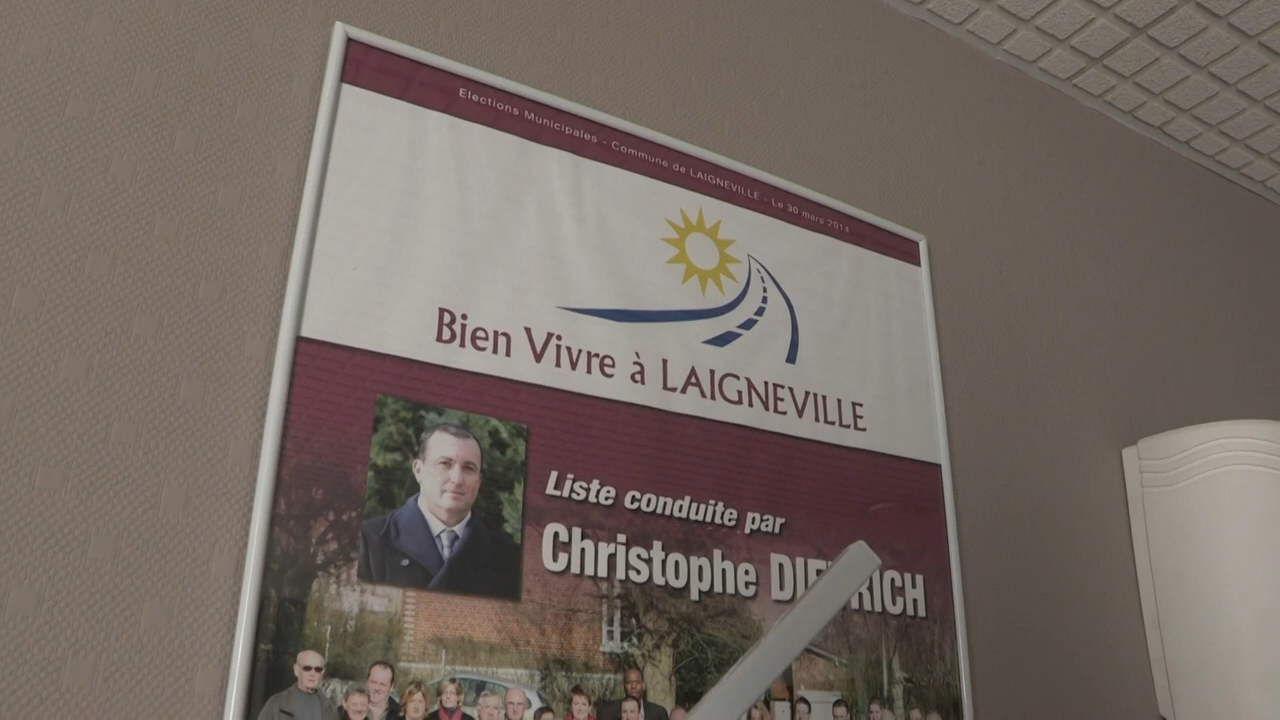 Elections Municipales - Commune de LAIGNEVILLE - Le 30 mars 2014
Bien Vivre à LAIGNEVILLE
Liste conduite par
Christophe